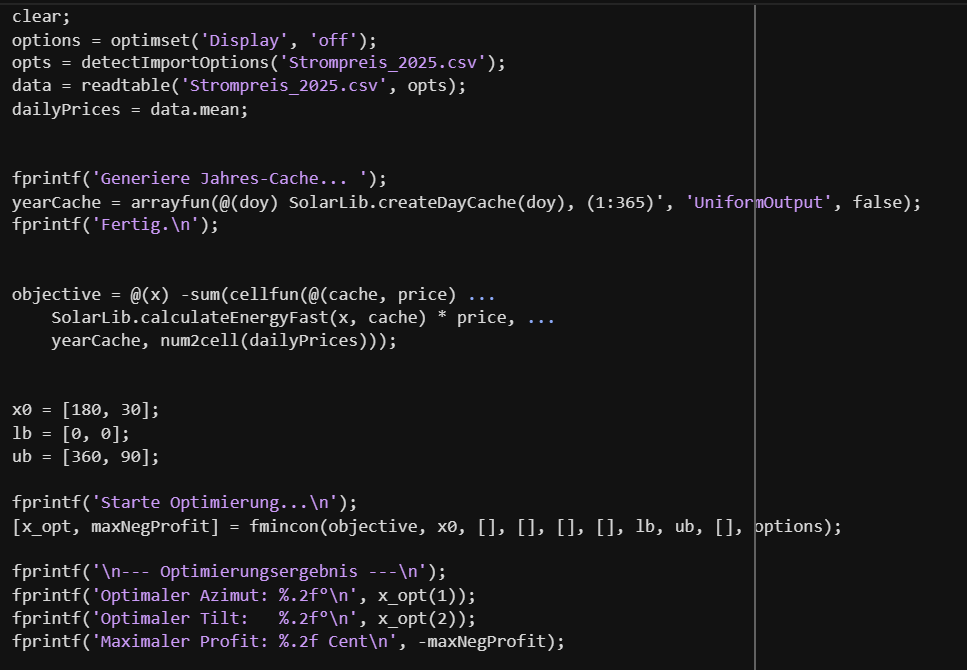 clear;
options = optimset('Display', 'off');
opts = detectImportOptions('Strompreis_2025.csv');
data = readtable('Strompreis_2025.csv', opts);
dailyPrices = data.mean;
fprintf('Generiere Jahres-Cache... ');
yearCache = arrayfun(@(doy) SolarLib.createDayCache(doy), (1:365)', 'UniformOutput', false);
fprintf('Fertig.\n');
objective = @(x) -sum(cellfun(@(cache, price) ...
    SolarLib.calculateEnergyFast(x, cache) * price, ...
    yearCache, num2cell(dailyPrices)));
x0 = [180, 30];
lb = [0, 0];
ub = [360, 90];
fprintf('Starte Optimierung...\n');
[x_opt, maxNegProfit] = fmincon(objective, x0, [], [], [], [], lb, ub, [], options);
fprintf('\n--- Optimierungsergebnis ---\n');
fprintf('Optimaler Azimut: %.2f°\n', x_opt(1));
fprintf('Optimaler Tilt:   %.2f°\n', x_opt(2));
fprintf('Maximaler Profit: %.2f Cent\n', -maxNegProfit);